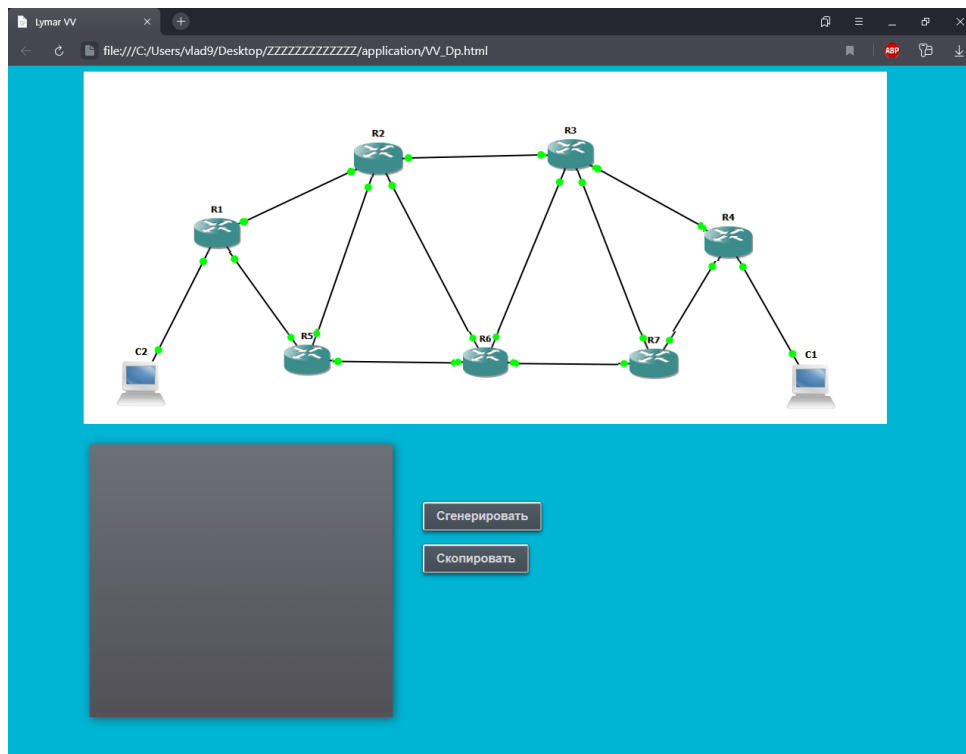 Lymar VV
file:///C:/Users/vlad9/Desktop/ZZZZZZZZZZZZZ/application/VV_Dp.html
ABP
R2
R3
R1
R4
R5
R6
R7
C2
C1
Сгенерировать
Скопировать